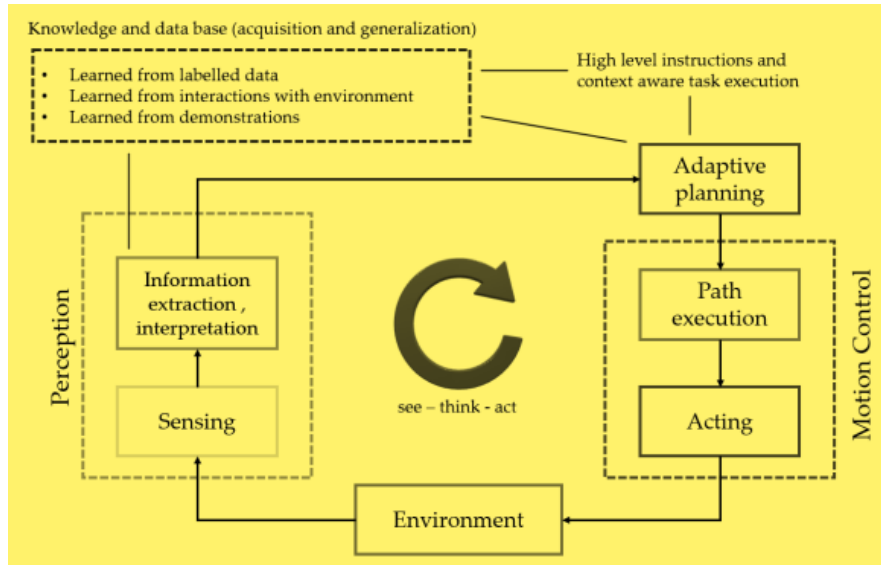 Knowledge and data base (acquisition and generalization)
• Learned from labelled data
• Learned from interactions with environment
• Learned from demonstrations
High level instructions and
context aware task execution
Adaptive
planning
Perception
Information
extraction ,
interpretation
Sensing
see – think - act
Path
execution
Acting
Motion Control
Environment